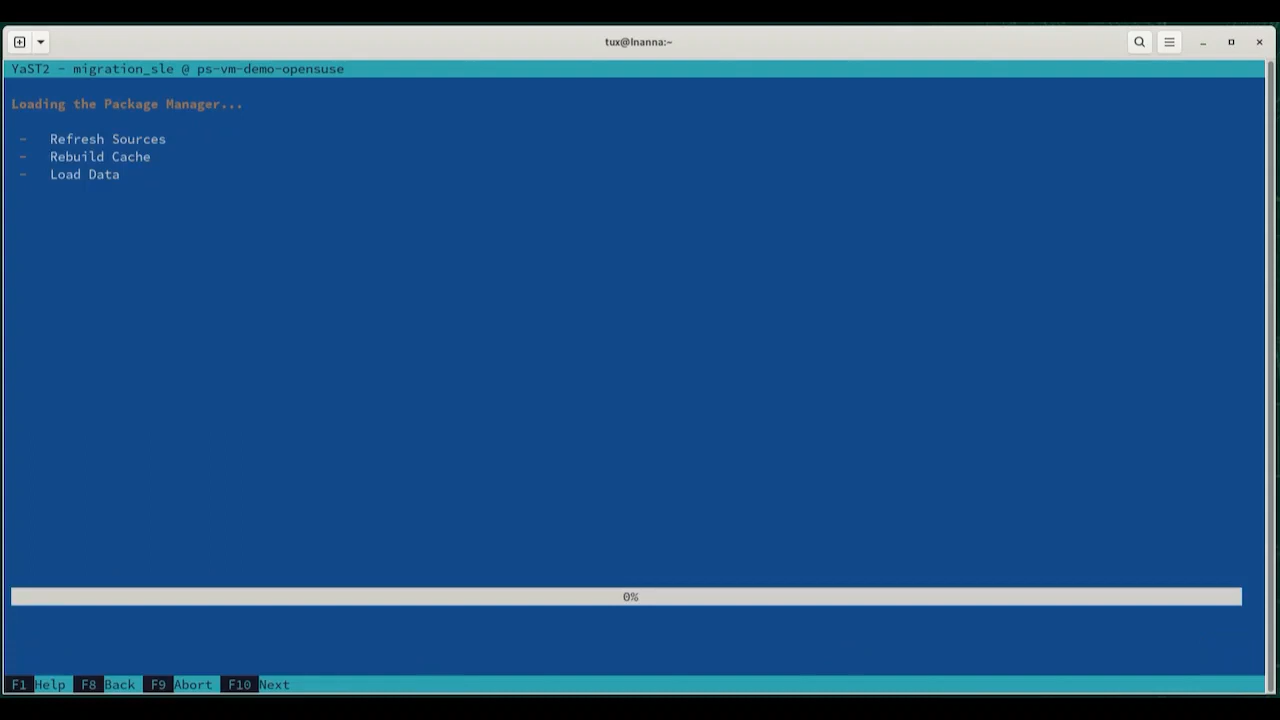 tux@lnanna:~
YaST2 - migration_sle @ ps-vm-demo-opensuse
Loading the Package Manager...
- Refresh Sources
- Rebuild Cache
- Load Data
0%
F1 Help F8 Back F9 Abort F10 Next